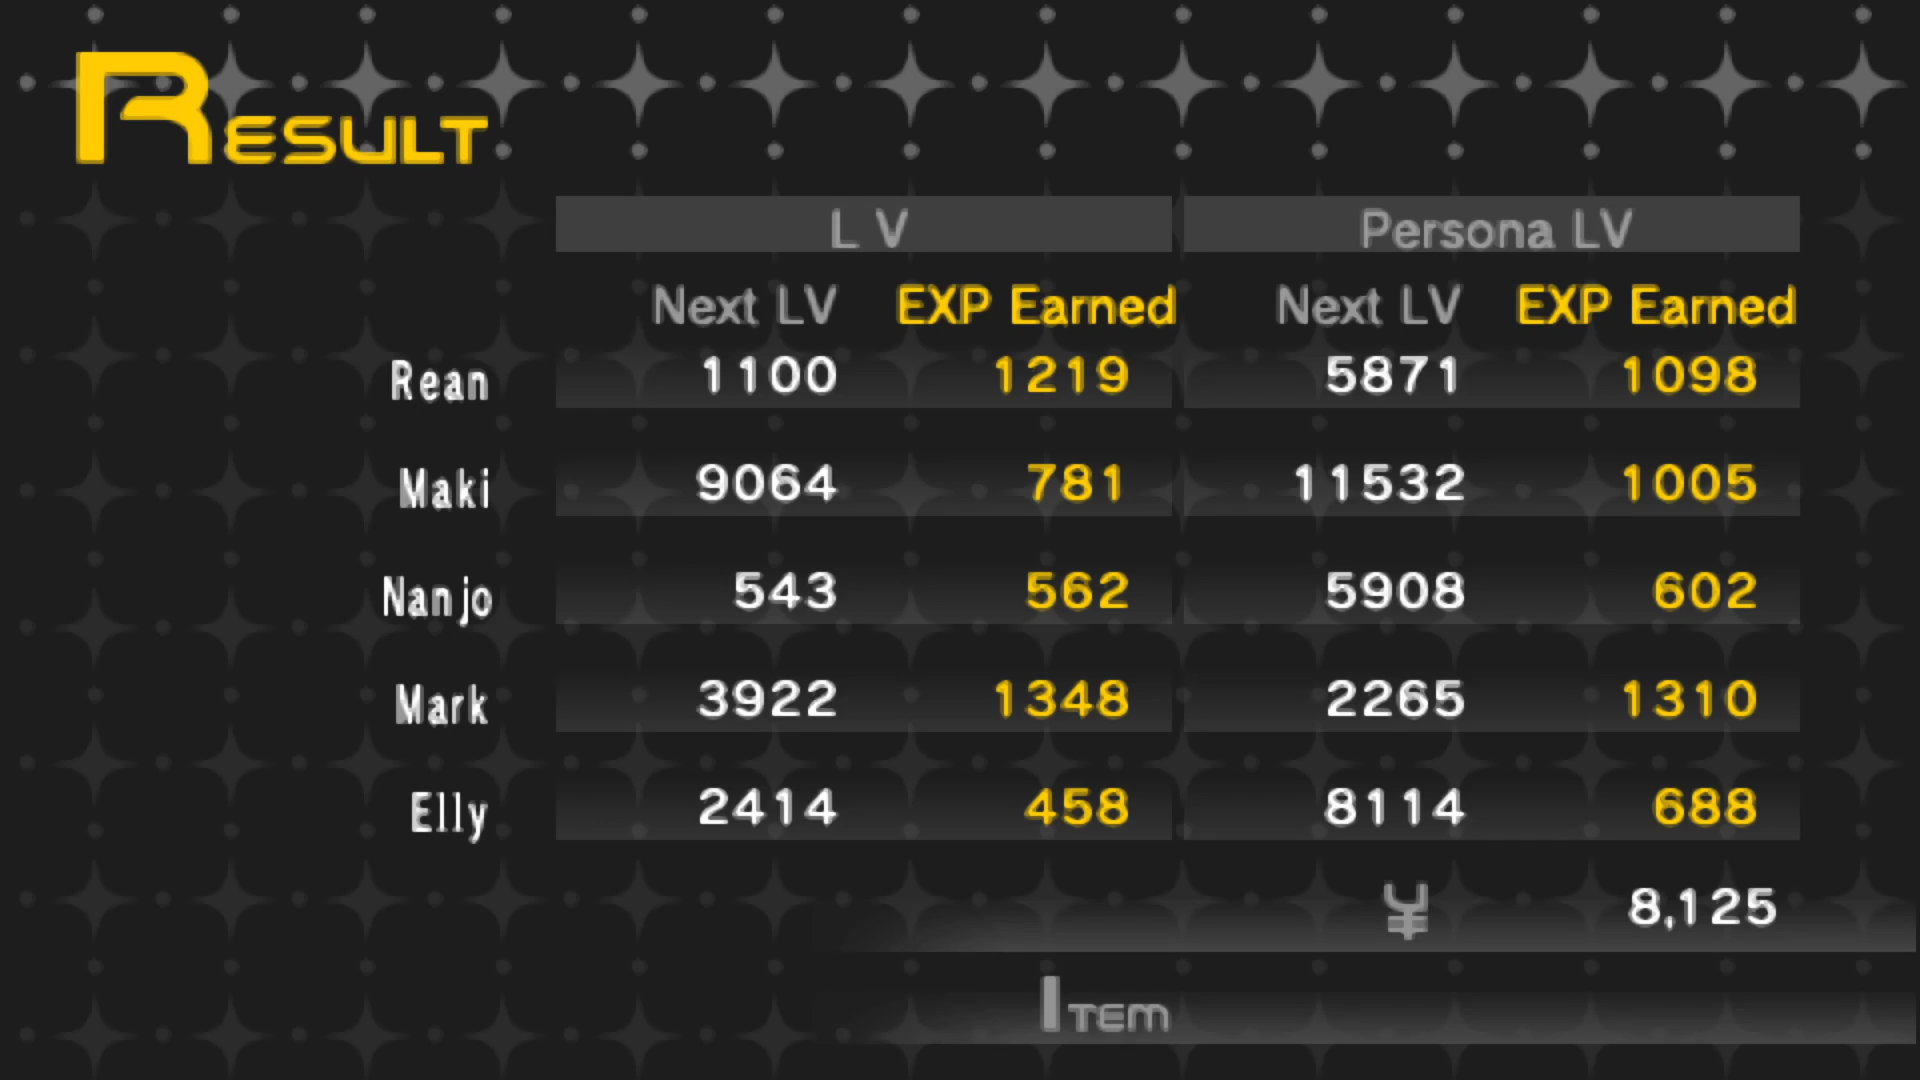 Result
LV Persona LV
Next LV EXP Earned Next LV EXP Earned
Rean 1100 1219 5871 1098
Maki 9064 781 11532 1005
Nanjo 543 562 5908 602
Mark 3922 1348 2265 1310
Elly 2414 458 8114 688
¥ 8,125
Item